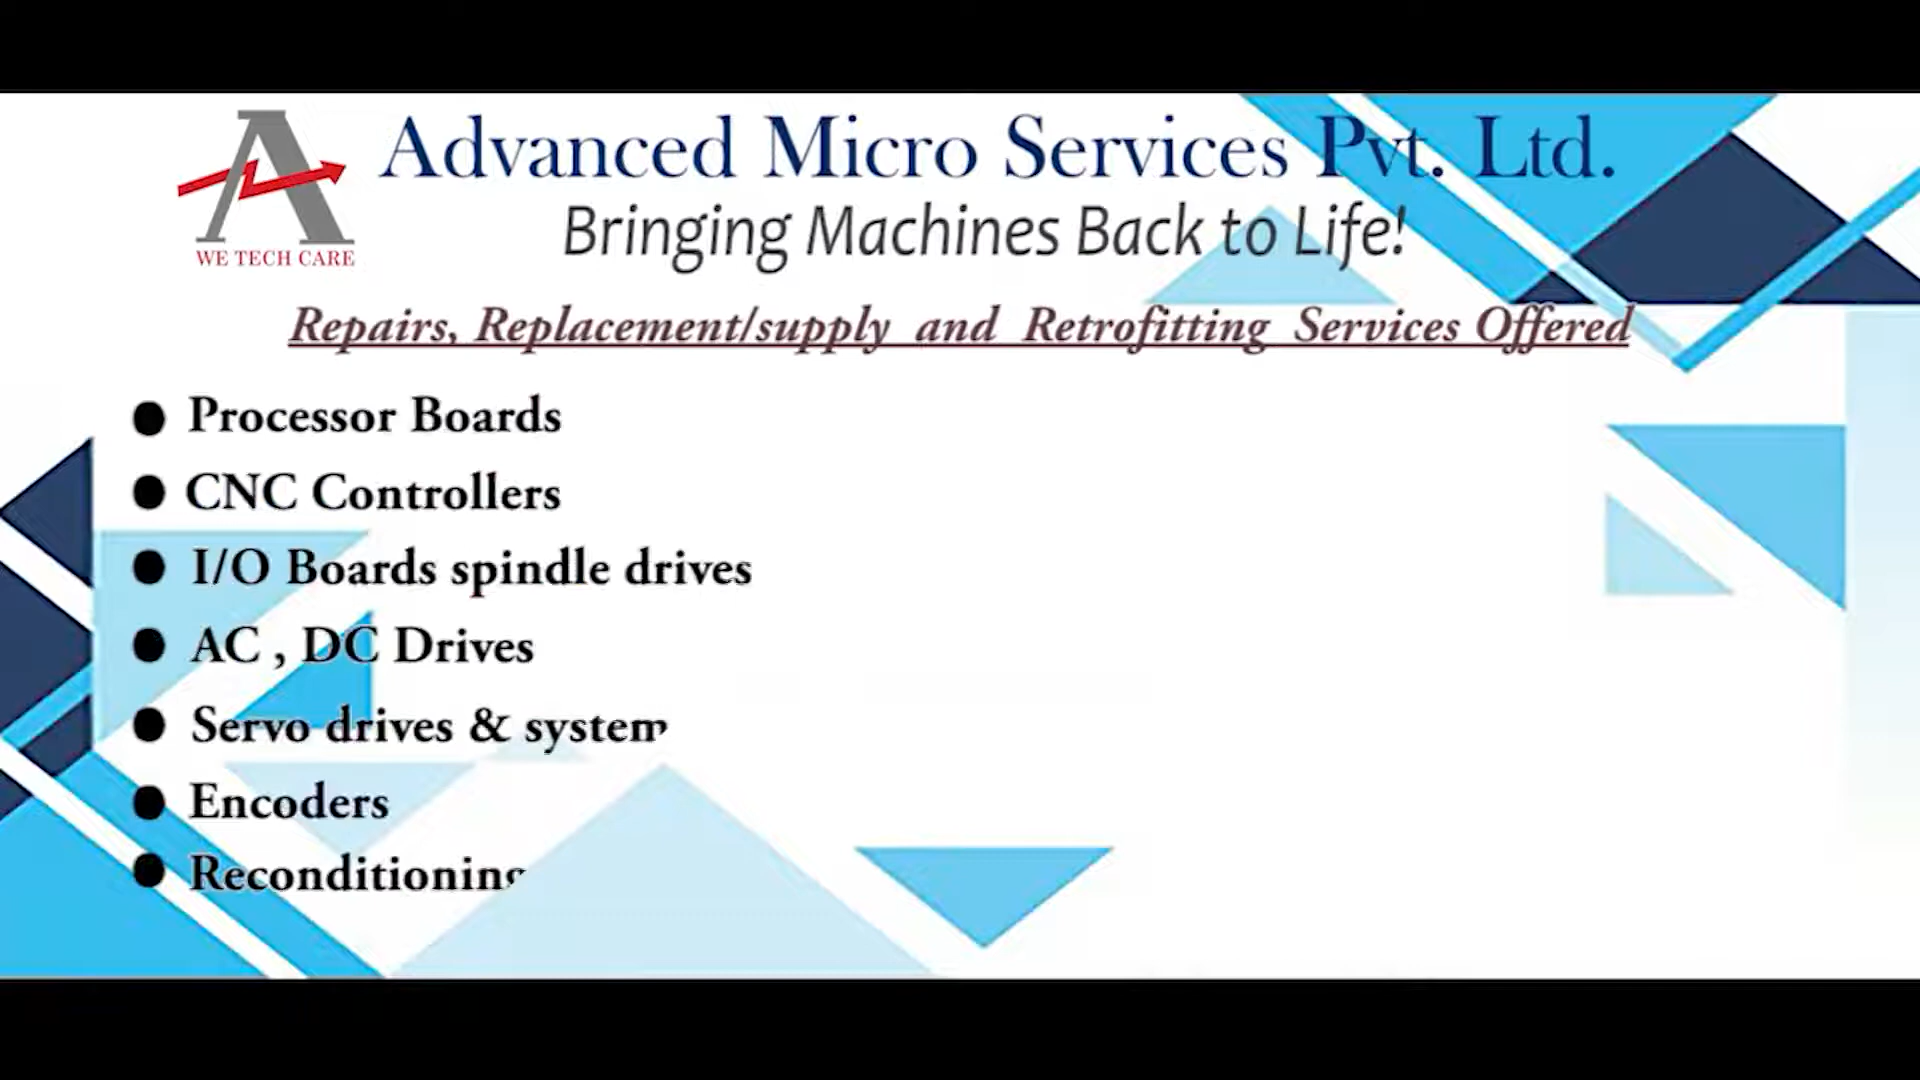 Advanced Micro Services Pvt. Ltd.
Bringing Machines Back to Life!
WE TECH CARE
Repairs, Replacement/supply and Retrofitting Services Offered
Processor Boards
CNC Controllers
I/O Boards spindle drives
AC , DC Drives
Servo drives & system
Encoders
Reconditioning